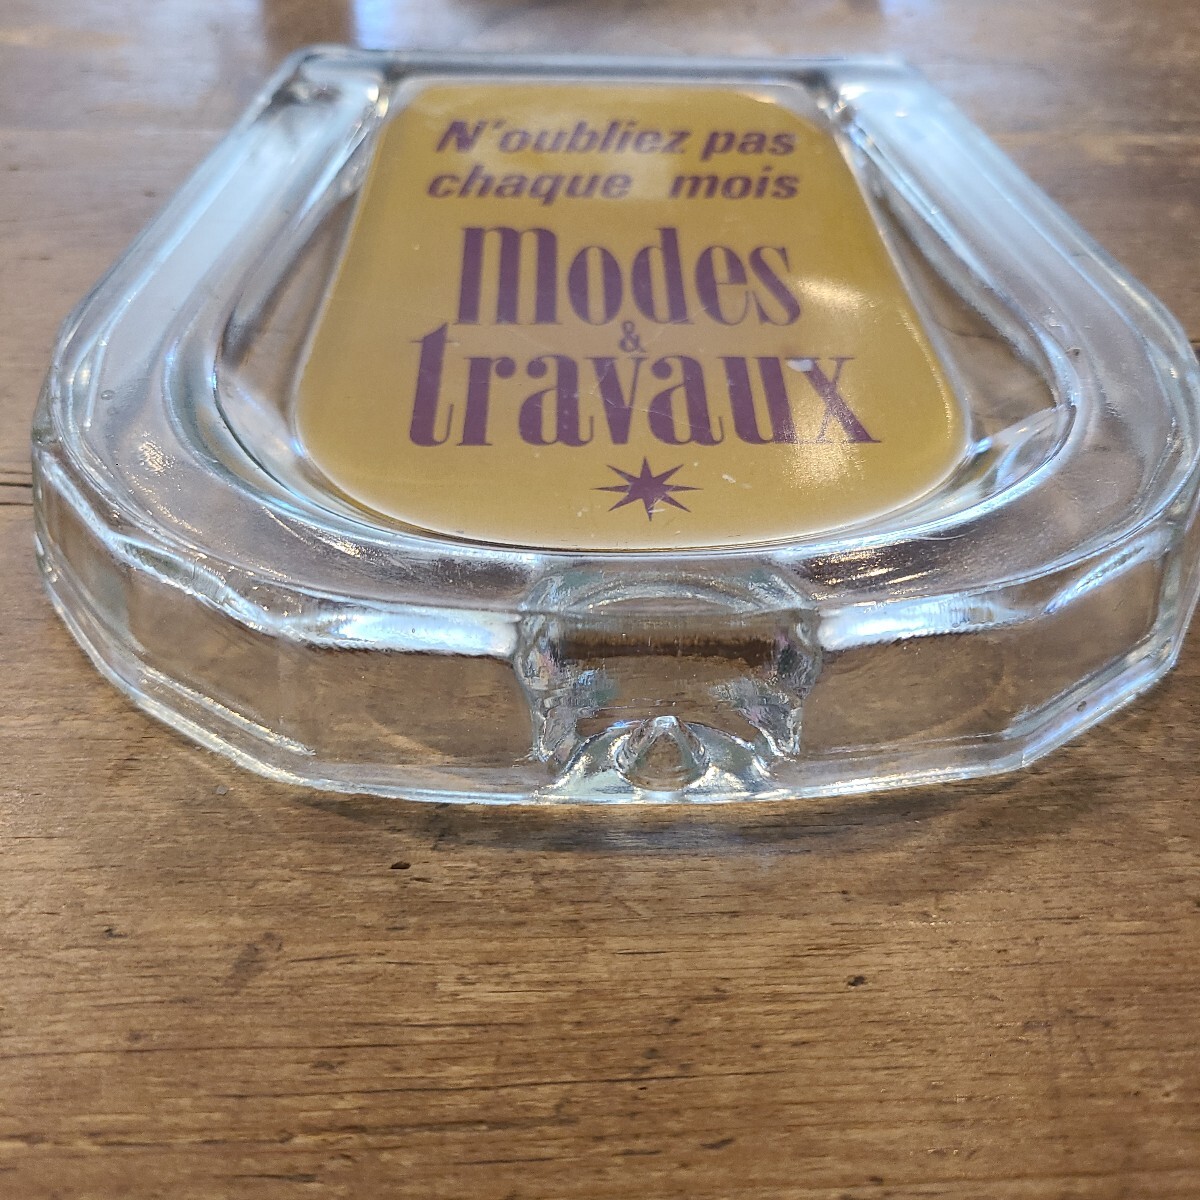 N'oubliez pas
chaque mois
Modes
&
travaux